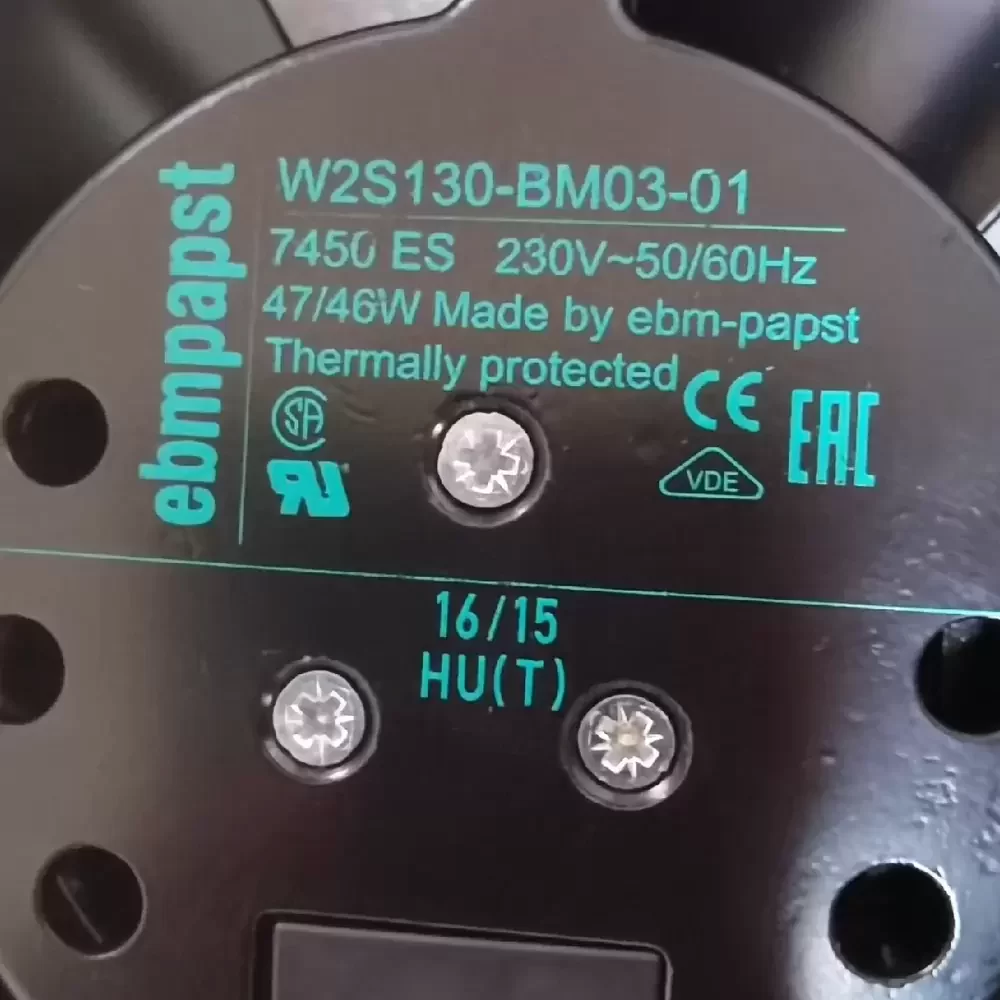 ebmpapst
W2S130-BM03-01
7450 ES 230V~50/60Hz
47/46W Made by ebm-papst
Thermally protected
CE
EAC
SA
VDE
16/15
HU(T)